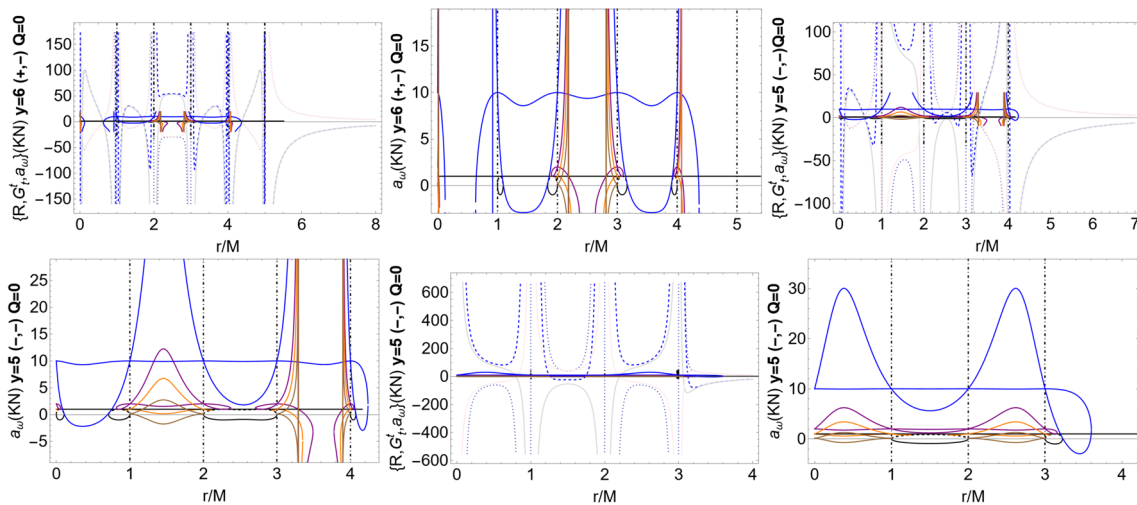 {R,G_t^t,a_ω}(KN) y=6 (+,−) Q=0
150
100
50
0
−50
−100
−150
0 2 4 6 8
r/M
a_ω(KN) y=6 (+,−) Q=0
15
10
5
0
0 1 2 3 4 5
r/M
{R,G_t^t,a_ω}(KN) y=5 (−,−) Q=0
100
50
0
−50
−100
0 1 2 3 4 5 6 7
r/M
a_ω(KN) y=5 (−,−) Q=0
25
20
15
10
5
0
−5
0 1 2 3 4
r/M
{R,G_t^t,a_ω}(KN) y=5 (−,−) Q=0
600
400
200
0
−200
−400
−600
0 1 2 3 4
r/M
a_ω(KN) y=5 (−,−) Q=0
30
20
10
0
0 1 2 3 4
r/M